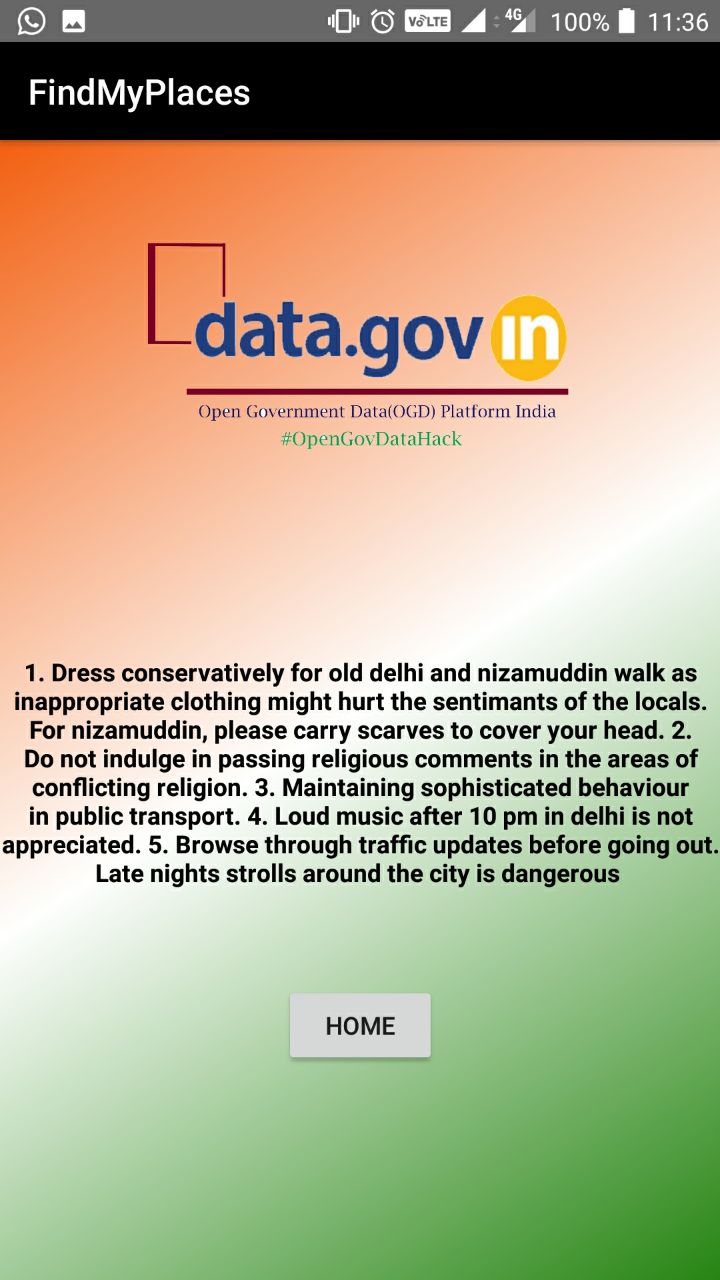 VoLTE 4G 100% 11:36
FindMyPlaces
data.gov in
Open Government Data(OGD) Platform India
#OpenGovDataHack
1. Dress conservatively for old delhi and nizamuddin walk as
inappropriate clothing might hurt the sentimants of the locals.
For nizamuddin, please carry scarves to cover your head. 2.
Do not indulge in passing religious comments in the areas of
conflicting religion. 3. Maintaining sophisticated behaviour
in public transport. 4. Loud music after 10 pm in delhi is not
appreciated. 5. Browse through traffic updates before going out.
Late nights strolls around the city is dangerous
HOME